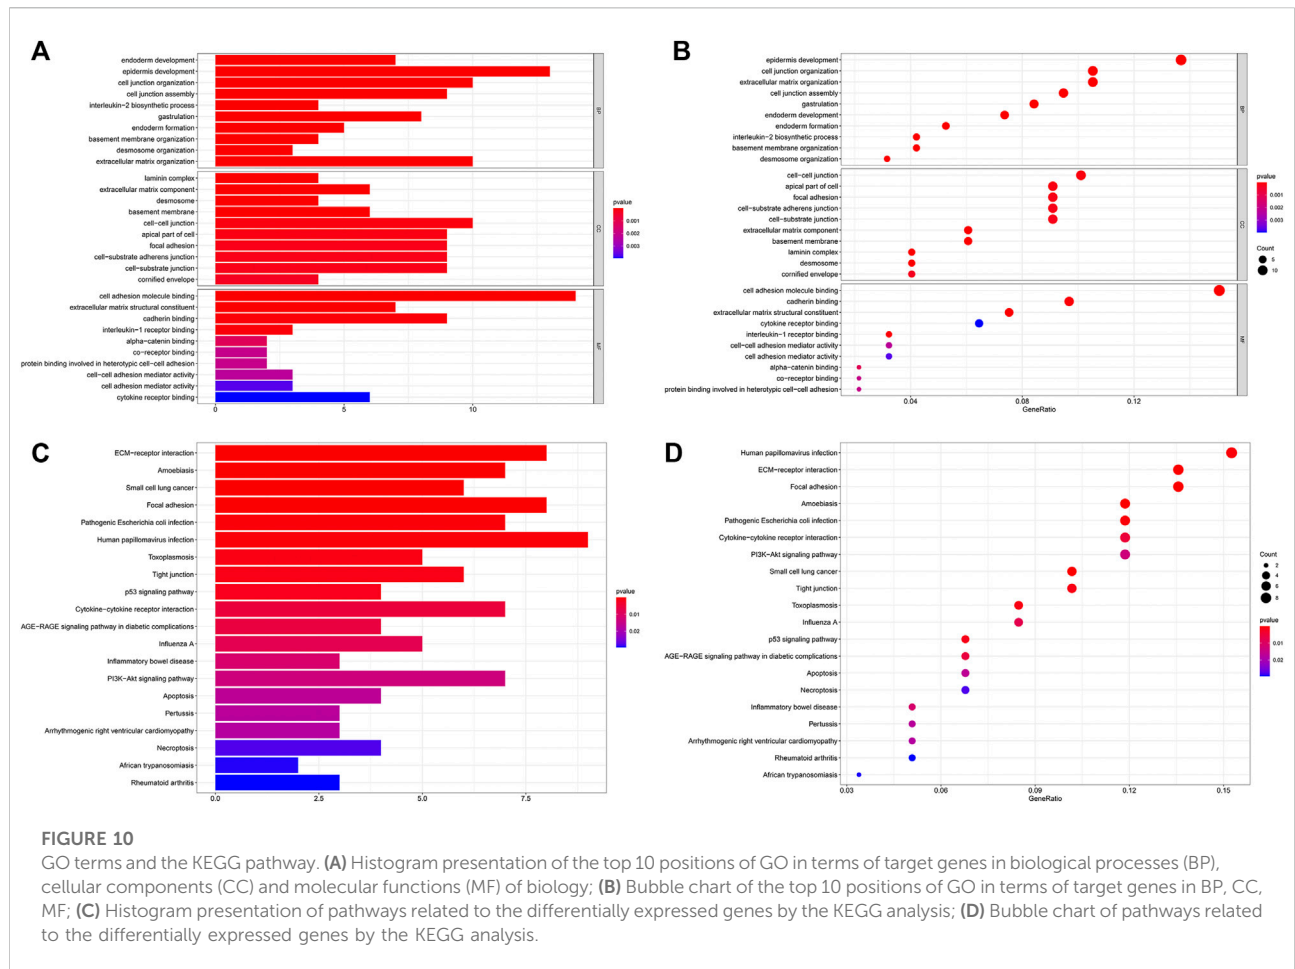 A
endoderm development
epidermis development
cell junction organization
cell junction assembly
interleukin−2 biosynthetic process
gastrulation
endoderm formation
basement membrane organization
desmosome organization
extracellular matrix organization
BP
laminin complex
extracellular matrix component
desmosome
basement membrane
cell−cell junction
apical part of cell
focal adhesion
cell−substrate adherens junction
cell−substrate junction
cornified envelope
CC
cell adhesion molecule binding
extracellular matrix structural constituent
cadherin binding
interleukin−1 receptor binding
alpha−catenin binding
co−receptor binding
protein binding involved in heterotypic cell−cell adhesion
cell−cell adhesion mediator activity
cell adhesion mediator activity
cytokine receptor binding
MF
0 5 10
pvalue
0.001
0.002
0.003
B
epidermis development
cell junction organization
extracellular matrix organization
cell junction assembly
gastrulation
endoderm development
endoderm formation
interleukin−2 biosynthetic process
basement membrane organization
desmosome organization
BP
cell−cell junction
apical part of cell
focal adhesion
cell−substrate adherens junction
cell−substrate junction
extracellular matrix component
basement membrane
laminin complex
desmosome
cornified envelope
CC
cell adhesion molecule binding
cadherin binding
extracellular matrix structural constituent
cytokine receptor binding
interleukin−1 receptor binding
cell−cell adhesion mediator activity
cell adhesion mediator activity
alpha−catenin binding
co−receptor binding
protein binding involved in heterotypic cell−cell adhesion
MF
0.04 0.08 0.12
GeneRatio
pvalue
0.001
0.002
0.003
Count
5
10
C
ECM−receptor interaction
Amoebiasis
Small cell lung cancer
Focal adhesion
Pathogenic Escherichia coli infection
Human papillomavirus infection
Toxoplasmosis
Tight junction
p53 signaling pathway
Cytokine−cytokine receptor interaction
AGE−RAGE signaling pathway in diabetic complications
Influenza A
Inflammatory bowel disease
PI3K−Akt signaling pathway
Apoptosis
Pertussis
Arrhythmogenic right ventricular cardiomyopathy
Necroptosis
African trypanosomiasis
Rheumatoid arthritis
0.0 2.5 5.0 7.5
pvalue
0.01
0.02
D
Human papillomavirus infection
ECM−receptor interaction
Focal adhesion
Amoebiasis
Pathogenic Escherichia coli infection
Cytokine−cytokine receptor interaction
PI3K−Akt signaling pathway
Small cell lung cancer
Tight junction
Toxoplasmosis
Influenza A
p53 signaling pathway
AGE−RAGE signaling pathway in diabetic complications
Apoptosis
Necroptosis
Inflammatory bowel disease
Pertussis
Arrhythmogenic right ventricular cardiomyopathy
Rheumatoid arthritis
African trypanosomiasis
0.03 0.06 0.09 0.12 0.15
GeneRatio
Count
2
4
6
8
pvalue
0.01
0.02
FIGURE 10
GO terms and the KEGG pathway. (A) Histogram presentation of the top 10 positions of GO in terms of target genes in biological processes (BP),
cellular components (CC) and molecular functions (MF) of biology; (B) Bubble chart of the top 10 positions of GO in terms of target genes in BP, CC,
MF; (C) Histogram presentation of pathways related to the differentially expressed genes by the KEGG analysis; (D) Bubble chart of pathways related
to the differentially expressed genes by the KEGG analysis.